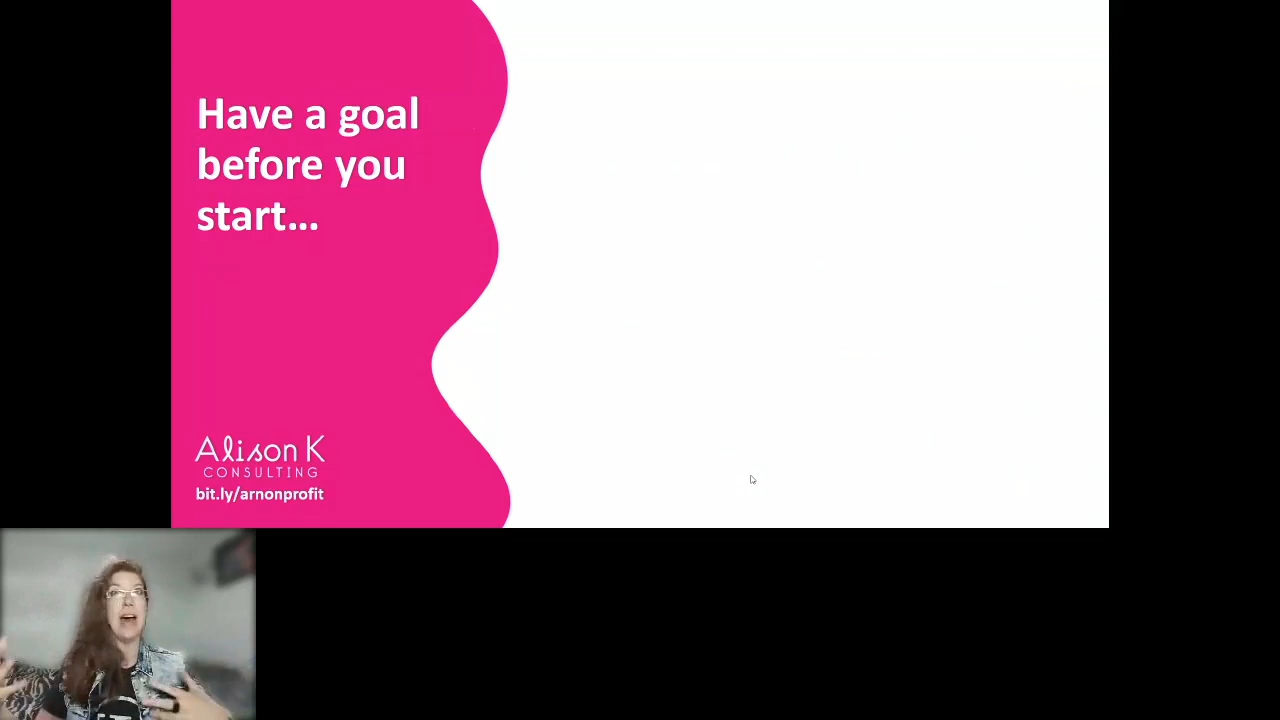 Have a goal
before you
start...
Alison K
CONSULTING
bit.ly/arnonprofit